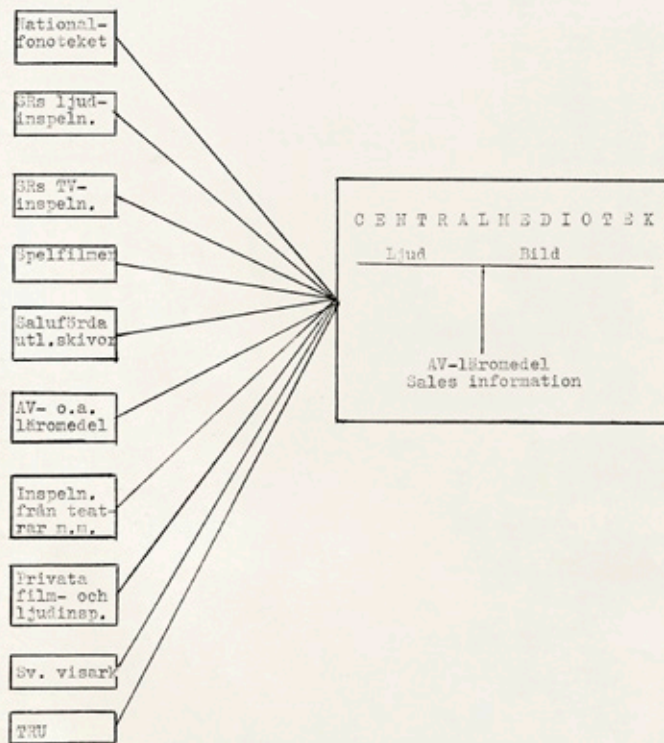 National-
fonoteket
SRs ljud-
inspeln.
SRs TV-
inspeln.
Spelfilmer
Saluförda
utl.skivor
AV- o.a.
läromedel
Inspeln.
från teat-
rar m.m.
Privata
film- och
ljudinsp.
Sv. visark
TRU
CENTRALMEDIOTEK
Ljud Bild
AV-läromedel
Sales information